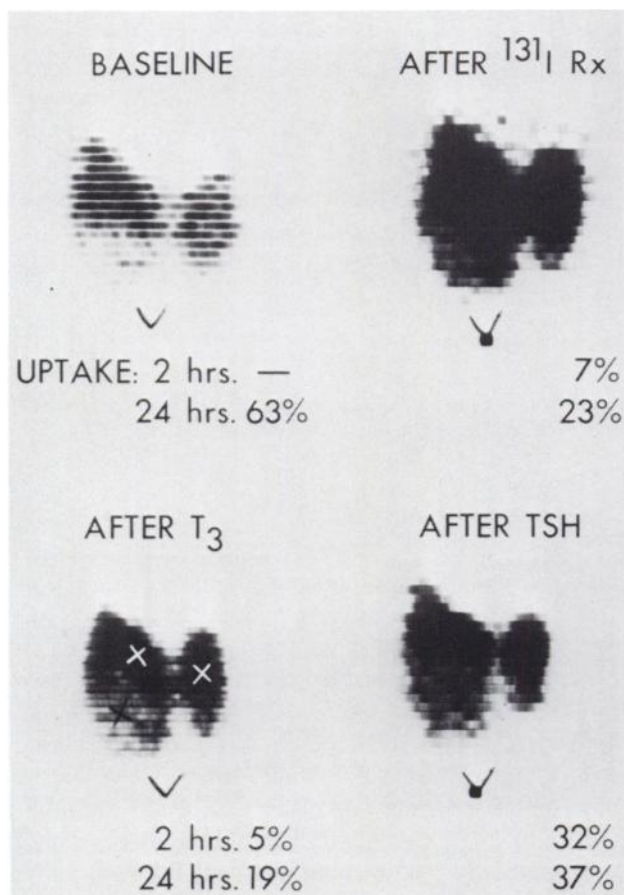 BASELINE
AFTER 131I Rx
UPTAKE: 2 hrs. —
24 hrs. 63%
7%
23%
AFTER T3
AFTER TSH
2 hrs. 5%
24 hrs. 19%
32%
37%